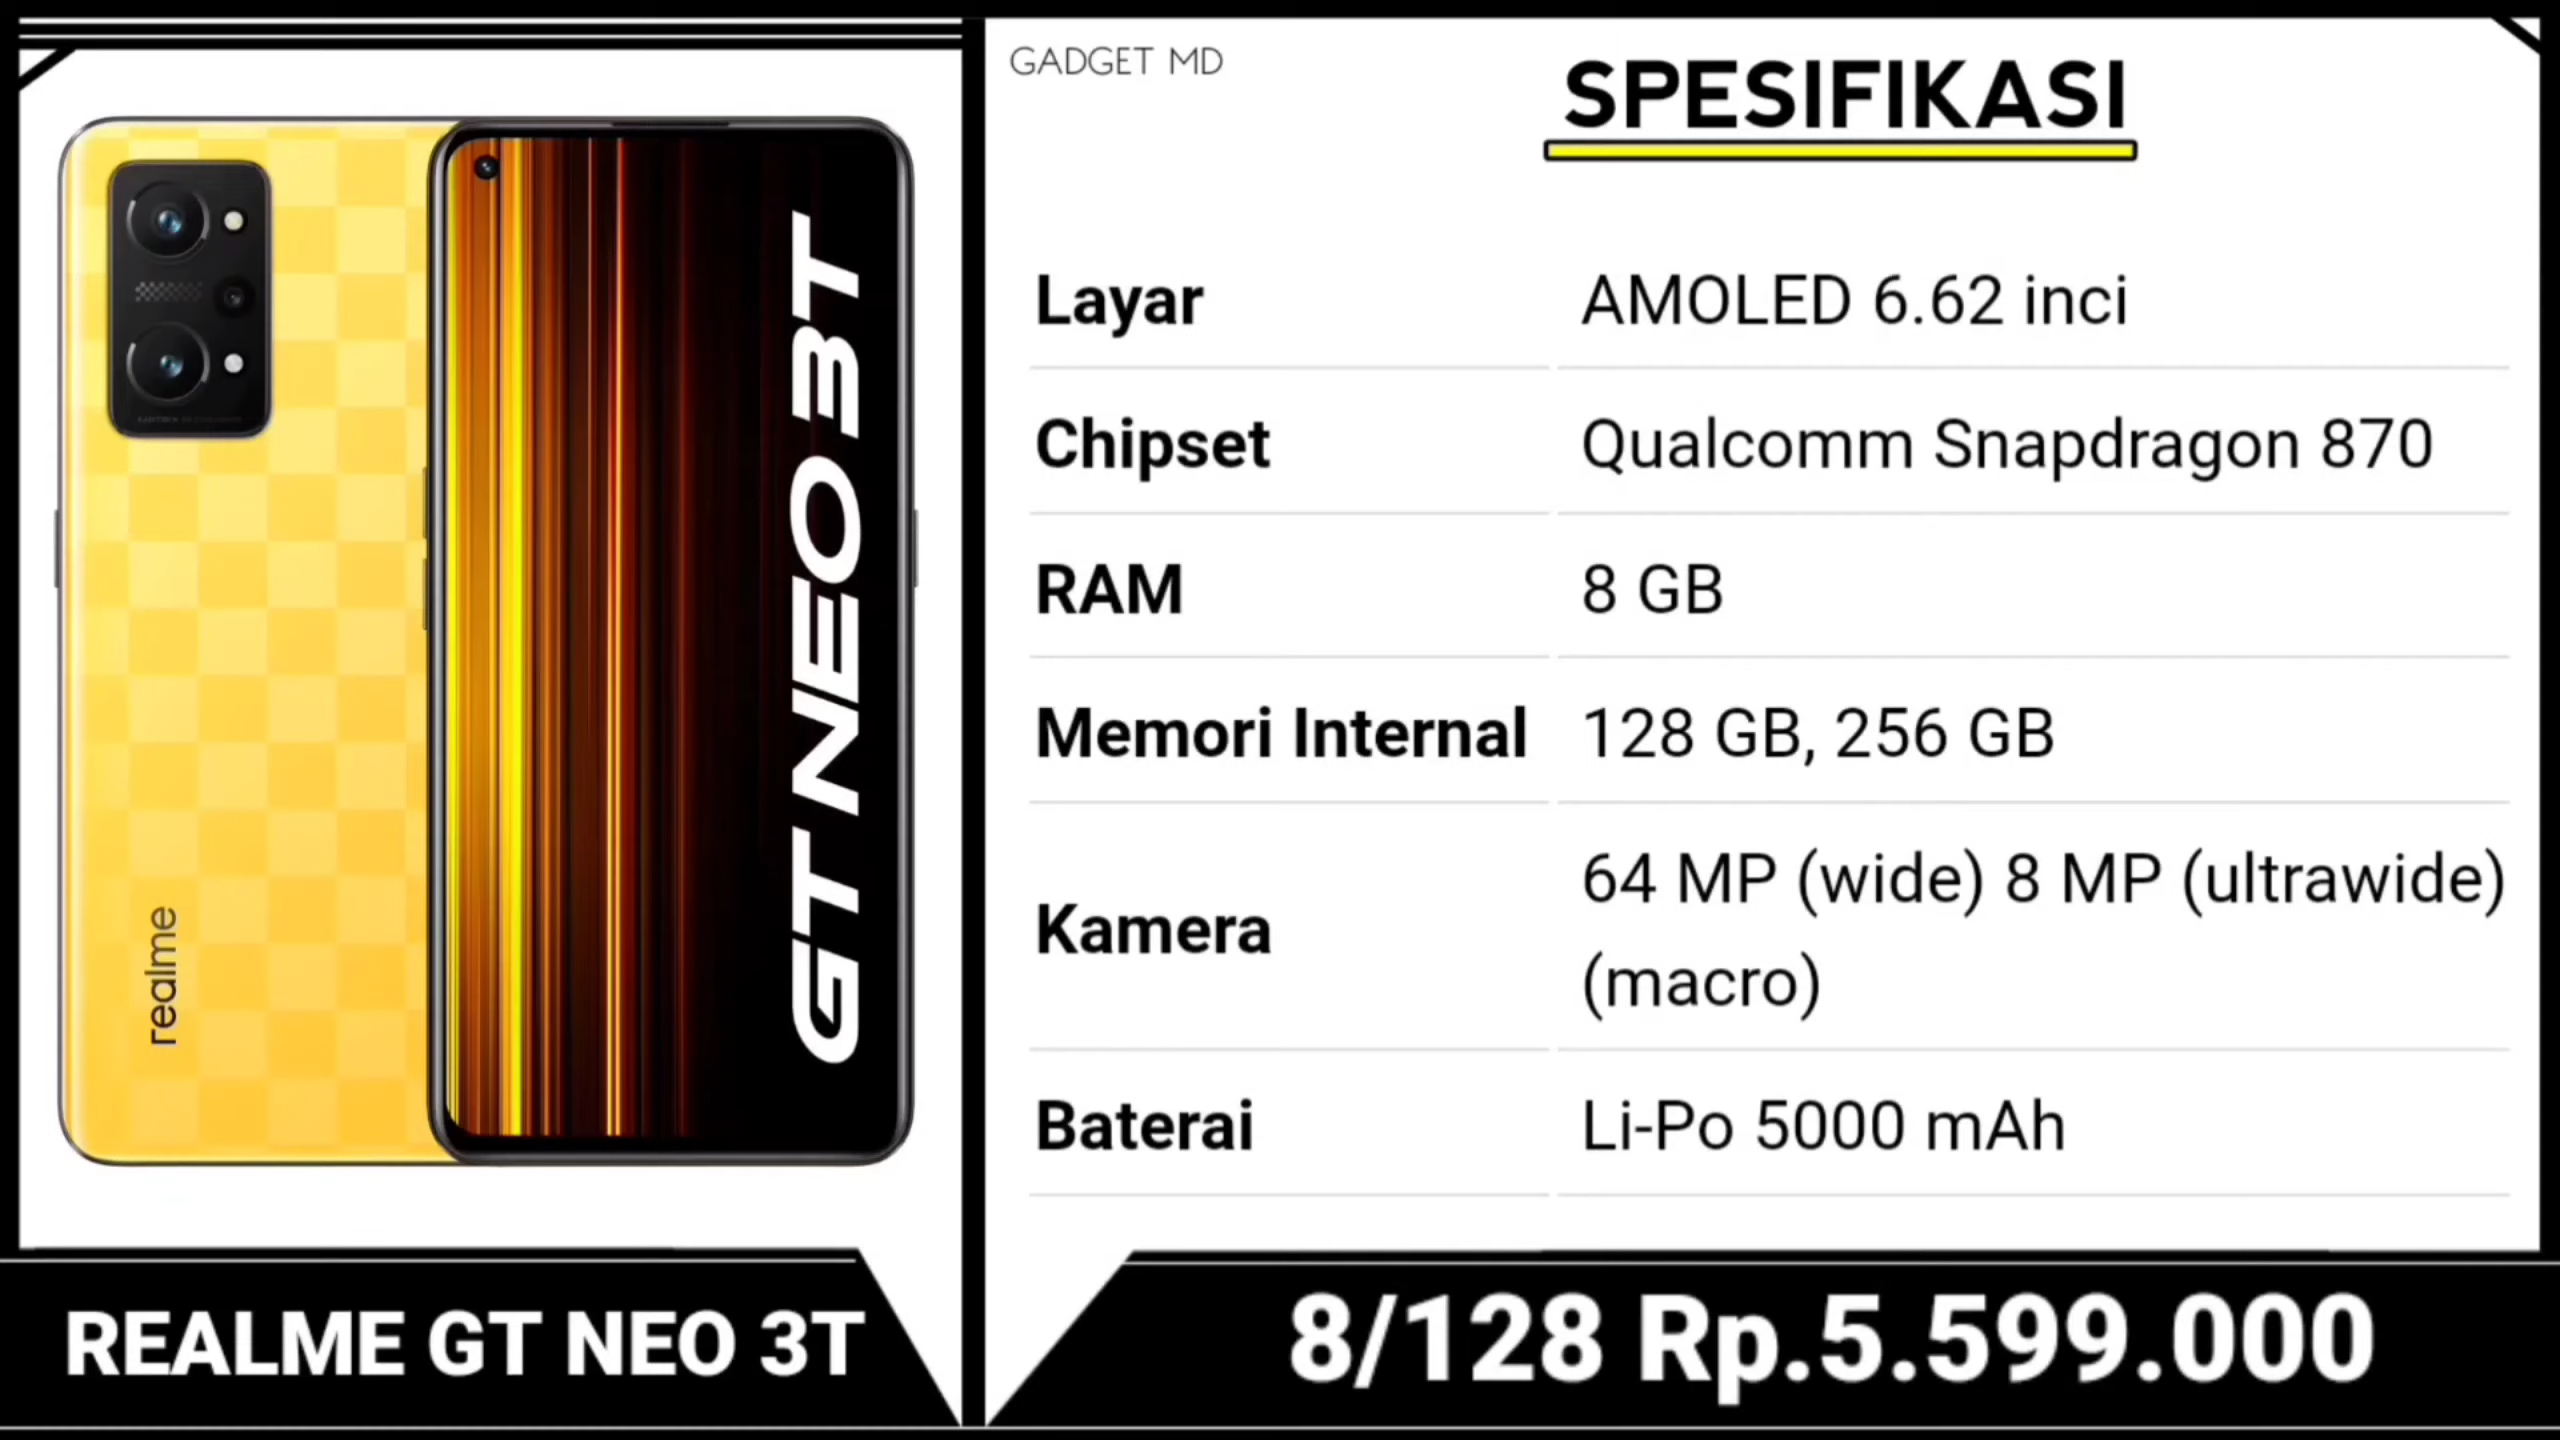 realme
GT NEO 3T
REALME GT NEO 3T
GADGET MD
SPESIFIKASI
Layar AMOLED 6.62 inci
Chipset Qualcomm Snapdragon 870
RAM 8 GB
Memori Internal 128 GB, 256 GB
Kamera 64 MP (wide) 8 MP (ultrawide)
(macro)
Baterai Li-Po 5000 mAh
8/128 Rp.5.599.000